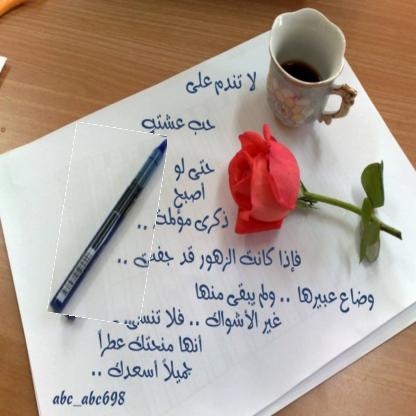 لا تندم على
حب عشته
حتى لو
أصبح
ذكرى مؤلمة ..
فإذا كانت الزهور قد جفت ..
وضاع عبيرها .. ولم يبقى منها
غير الأشواك .. فلا تنسى
أنها منحتك عطراً
جميلاً أسعدك ..
abc_abc698